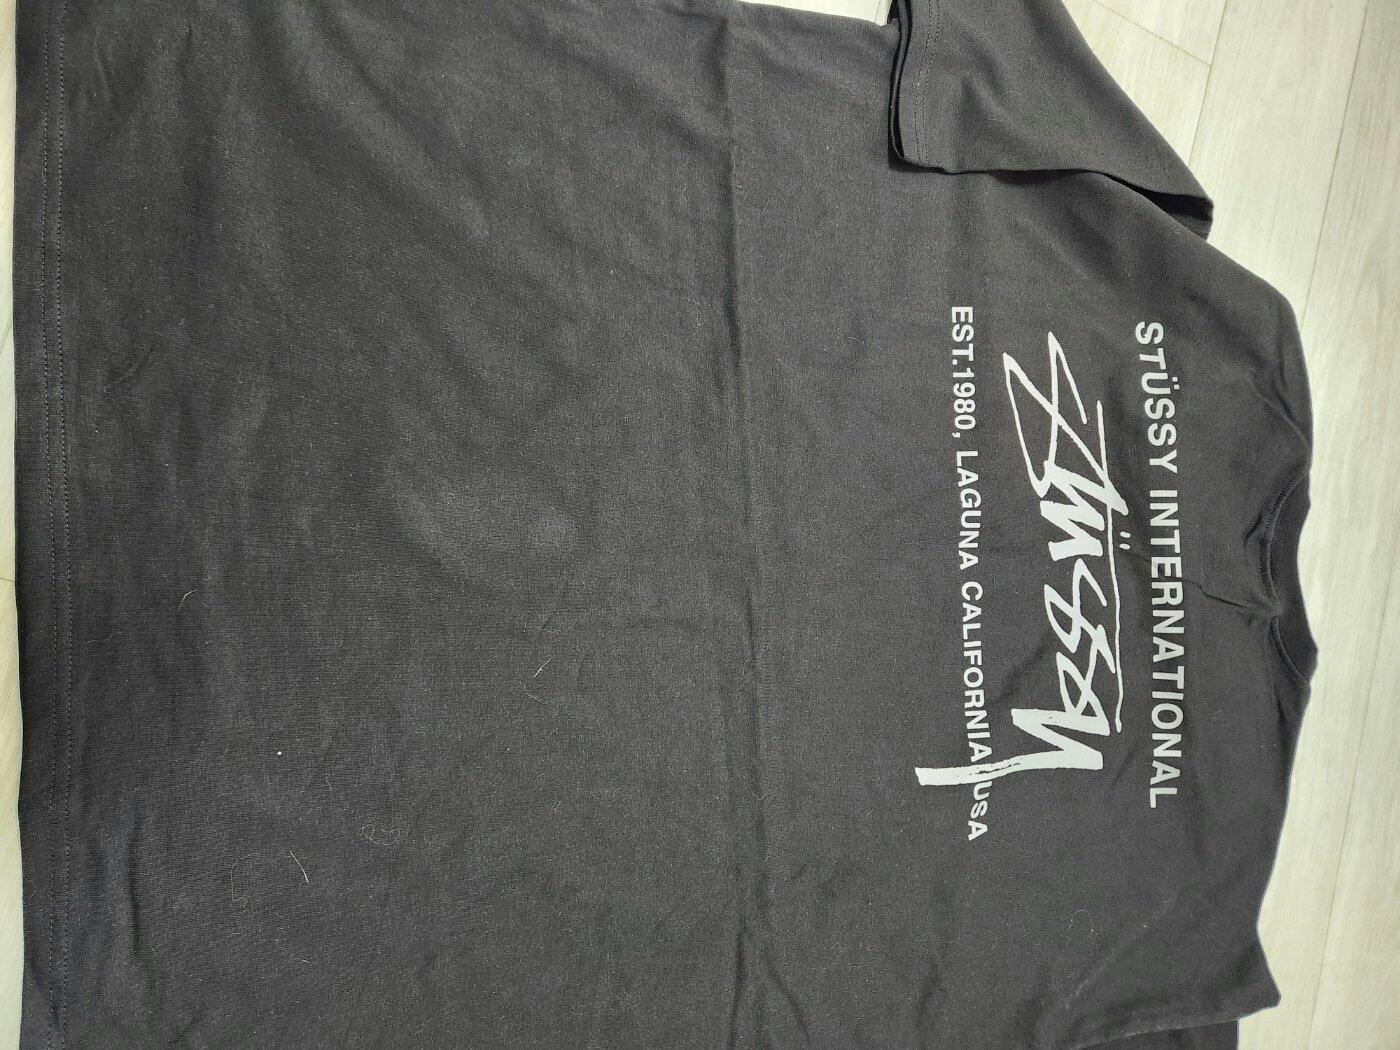 STÜSSY INTERNATIONAL
Stüssy
EST.1980, LAGUNA CALIFORNIA USA